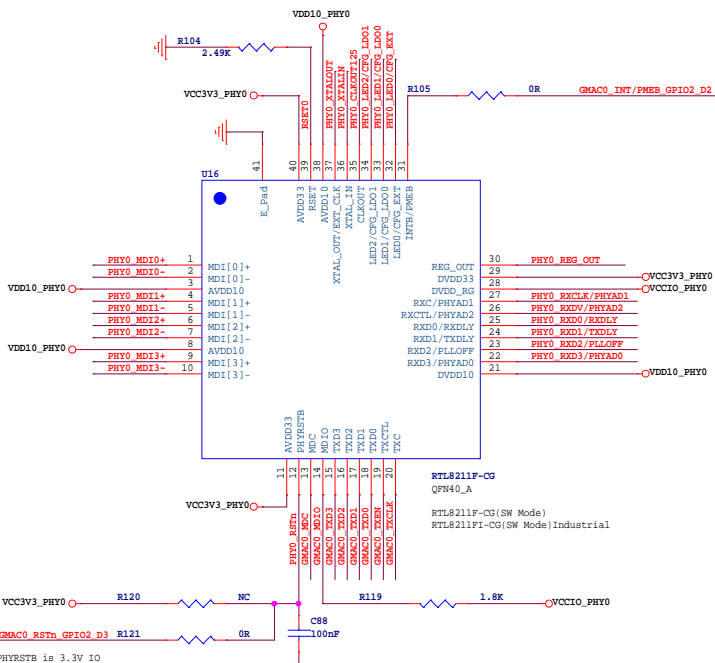 VDD10_PHY0
R104
2.49K
VCC3V3_PHY0
RSET0
PHY0_XTALOUT
PHY0_XTALIN
PHY0_CLKOUT125
PHY0_LED2/CFG_LDO1
PHY0_LED1/CFG_LDO0
PHY0_LED0/CFG_EXT
R105
0R
GMAC0_INT/PMEB_GPIO2_D2
41
40
39
38
37
36
35
34
33
32
31
U16
E_Pad
AVDD33
RSET
AVDD10
XTAL_OUT/EXT_CLK
XTAL_IN
CLKOUT
LED2/CFG_LDO1
LED1/CFG_LDO0
LED0/CFG_EXT
INTB/PMEB
PHY0_MDI0+ 1 MDI[0]+
PHY0_MDI0- 2 MDI[0]-
VDD10_PHY0 3 AVDD10
PHY0_MDI1+ 4 MDI[1]+
PHY0_MDI1- 5 MDI[1]-
PHY0_MDI2+ 6 MDI[2]+
PHY0_MDI2- 7 MDI[2]-
VDD10_PHY0 8 AVDD10
PHY0_MDI3+ 9 MDI[3]+
PHY0_MDI3- 10 MDI[3]-
REG_OUT 30 PHY0_REG_OUT
DVDD33 29 VCC3V3_PHY0
DVDD_RG 28 VCCIO_PHY0
RXC/PHYAD1 27 PHY0_RXCLK/PHYAD1
RXCTL/PHYAD2 26 PHY0_RXDV/PHYAD2
RXD0/RXDLY 25 PHY0_RXD0/RXDLY
RXD1/TXDLY 24 PHY0_RXD1/TXDLY
RXD2/PLLOFF 23 PHY0_RXD2/PLLOFF
RXD3/PHYAD0 22 PHY0_RXD3/PHYAD0
DVDD10 21 VDD10_PHY0
AVDD33
PHYRSTB
MDC
MDIO
TXD3
TXD2
TXD1
TXD0
TXCTL
TXC
11
12
13
14
15
16
17
18
19
20
VCC3V3_PHY0
PHY0_RSTn
GMAC0_MDC
GMAC0_MDIO
GMAC0_TXD3
GMAC0_TXD2
GMAC0_TXD1
GMAC0_TXD0
GMAC0_TXEN
GMAC0_TXCLK
RTL8211F-CG
QFN40_A
RTL8211F-CG(SW Mode)
RTL8211FI-CG(SW Mode)Industrial
VCC3V3_PHY0 R120 NC
R119 1.8K VCCIO_PHY0
C88
100nF
GMAC0_RSTn_GPIO2_D3 R121 0R
PHYRSTB is 3.3V IO